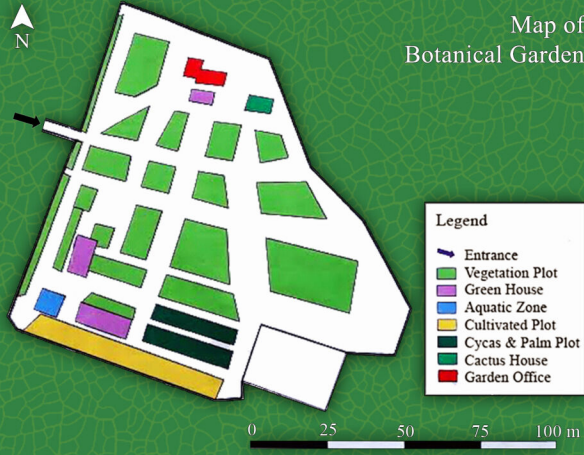 N
Map of
Botanical Garden
Legend
Entrance
Vegetation Plot
Green House
Aquatic Zone
Cultivated Plot
Cycas & Palm Plot
Cactus House
Garden Office
0 25 50 75 100 m